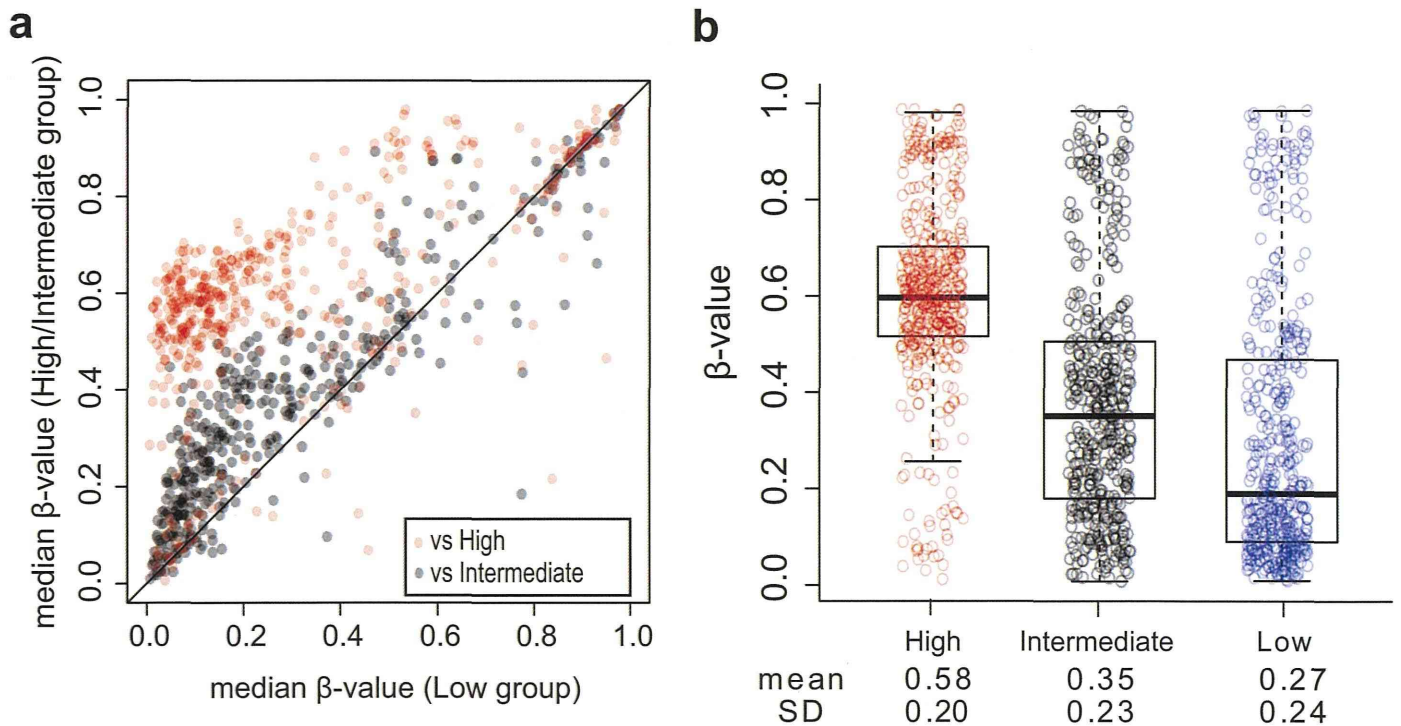 a
median β-value (High/Intermediate group)
1.0
0.8
0.6
0.4
0.2
0.0
vs High
vs Intermediate
0.0 0.2 0.4 0.6 0.8 1.0
median β-value (Low group)
b
β-value
1.0
0.8
0.6
0.4
0.2
0.0
High Intermediate Low
mean 0.58 0.35 0.27
SD 0.20 0.23 0.24